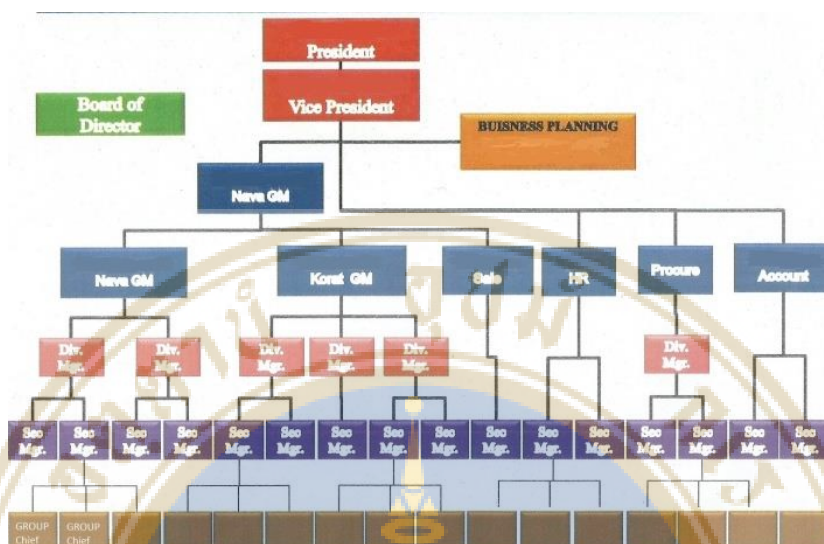 President
Vice President
Board of
Director
BUISNESS PLANNING
Nava GM
Nava GM
Korat GM
Sale
HR
Procure
Account
Div.
Mgr.
Div.
Mgr.
Div.
Mgr.
Div.
Mgr.
Div.
Mgr.
Div.
Mgr.
Sec
Mgr.
Sec
Mgr.
Sec
Mgr.
Sec
Mgr.
Sec
Mgr.
Sec
Mgr.
Sec
Mgr.
Sec
Mgr.
Sec
Mgr.
Sec
Mgr.
Sec
Mgr.
Sec
Mgr.
Sec
Mgr.
Sec
Mgr.
Sec
Mgr.
Sec
Mgr.
GROUP
Chief
GROUP
Chief